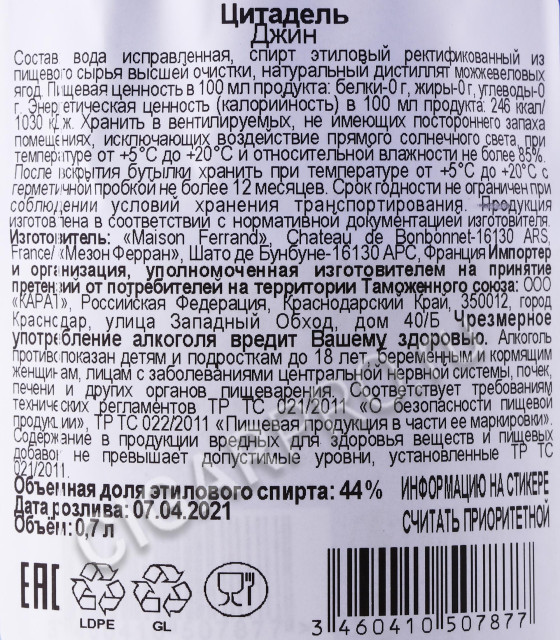 Цитадель
Джин
Состав вода исправленная, спирт этиловый ректификованный из
пищевого сырья высшей очистки, натуральный дистиллят можжевеловых
ягод. Пищевая ценность в 100 мл продукта: белки-0 г, жиры-0 г, углеводы-0
г. Энергетическая ценность (калорийность) в 100 мл продукта: 246 ккал/
1030 кДж. Хранить в вентилируемых, не имеющих постороннего запаха
помещениях, исключающих воздействие прямого солнечного света, при
температуре от +5°С до +20°С и относительной влажности не более 85%.
После вскрытия бутылки хранить при температуре от +5°С до +20°С с
герметичной пробкой не более 12 месяцев. Срок годности не ограничен при
соблюдении условий хранения транспортирования. Продукция
изготовлена в соответствии с нормативной документацией изготовителя.
Изготовитель: «Maison Ferrand», Chateau de Bonbonnet-16130 ARS,
France/ «Мезон Ферран», Шато де Бунбуне-16130 АРС, Франция Импортер
и организация, уполномоченная изготовителем на принятие
претензий от потребителей на территории Таможенного союза: ООО
«КАРАТ», Российская Федерация, Краснодарский Край, 350012, город
Краснодар, улица Западный Обход, дом 40/Б Чрезмерное
употребление алкоголя вредит Вашему здоровью. Алкоголь
противопоказан детям и подросткам до 18 лет, беременным и кормящим
женщинам, лицам с заболеваниями центральной нервной системы, почек,
печени и других органов пищеварения. Соответствует требованиям
технических регламентов ТР ТС 021/2011 «О безопасности пищевой
продукции», ТР ТС 022/2011 «Пищевая продукция в части ее маркировки».
Содержание в продукции вредных для здоровья веществ и пищевых
добавок не превышает допустимые уровни, установленные ТР ТС
021/2011.
Объемная доля этилового спирта: 44%
Дата розлива: 07.04.2021
Объём: 0,7 л
ИНФОРМАЦИЮ НА СТИКЕРЕ
СЧИТАТЬ ПРИОРИТЕТНОЙ
EAC
LDPE
GL
3 460410 507877